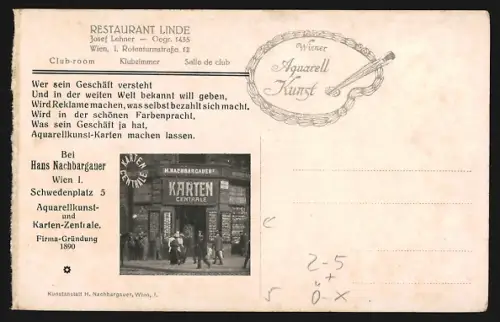 RESTAURANT LINDE
Josef Lehner — Gegr. 1435
Wien, I. Rotenturmstraße 12
Club-room Klubzimmer Salle de club
Wer sein Geschäft versteht
Und in der weiten Welt bekannt will geben,
Wird Reklame machen, was selbst bezahlt sich macht.
Wird in der schönen Farbenpracht,
Was sein Geschäft ja hat,
Aquarellkunst-Karten machen lassen.
Bei
Hans Nachbargauer
Wien I.
Schwedenplatz 5
Aquarellkunst-
und
Karten-Zentrale.
Firma-Gründung
1890
KARTEN
CENTRALE
H. NACHBARGAUER
KARTEN
CENTRALE
Kunstanstalt H. Nachbargauer, Wien, I.
Wiener
Aquarell
Kunst
2-5
+
0-X